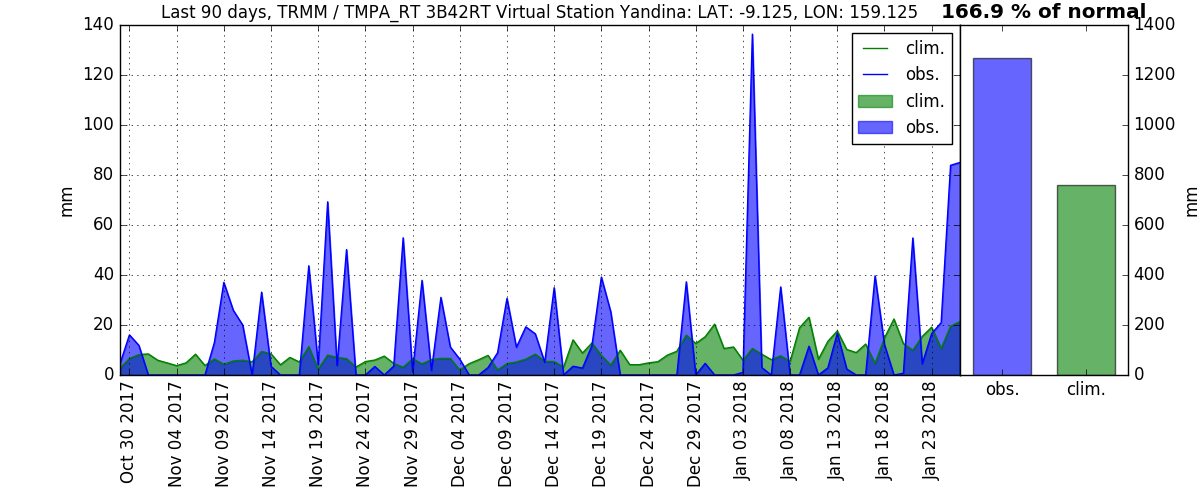 Last 90 days, TRMM / TMPA_RT 3B42RT Virtual Station Yandina: LAT: -9.125, LON: 159.125
166.9 % of normal
140
120
100
80
60
40
20
0
mm
clim.
obs.
clim.
obs.
1400
1200
1000
800
600
400
200
0
mm
obs.
clim.
Oct 30 2017
Nov 04 2017
Nov 09 2017
Nov 14 2017
Nov 19 2017
Nov 24 2017
Nov 29 2017
Dec 04 2017
Dec 09 2017
Dec 14 2017
Dec 19 2017
Dec 24 2017
Dec 29 2017
Jan 03 2018
Jan 08 2018
Jan 13 2018
Jan 18 2018
Jan 23 2018